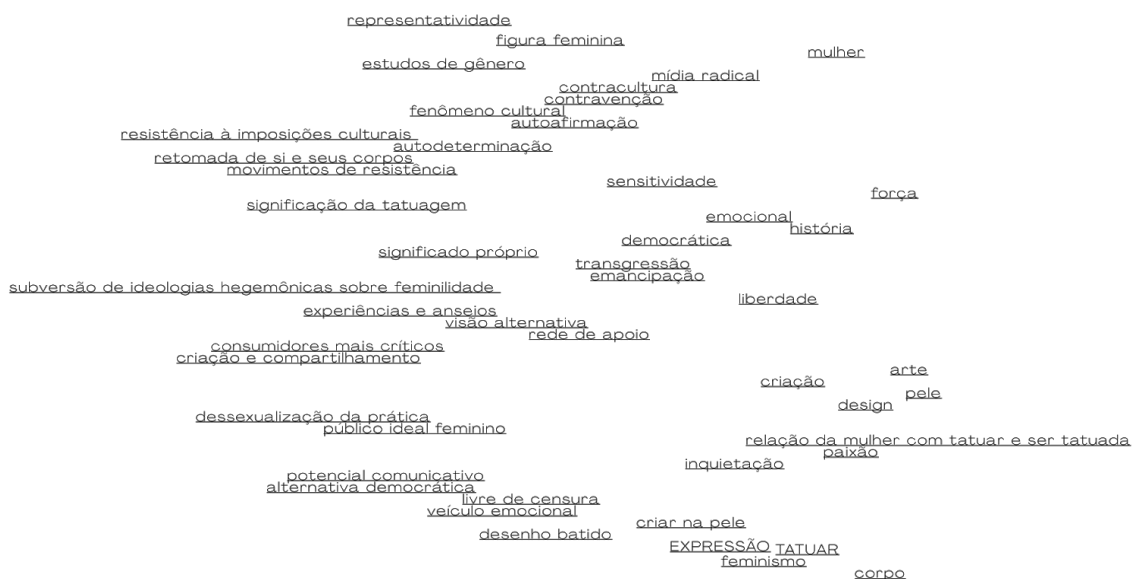 representatividade
figura feminina
mulher
estudos de gênero
mídia radical
contracultura
contravenção
fenômeno cultural
autoafirmação
resistência à imposições culturais
autodeterminação
retomada de si e seus corpos
movimentos de resistência
sensitividade
força
significação da tatuagem
emocional
história
democrática
significado próprio
transgressão
emancipação
subversão de ideologias hegemônicas sobre feminilidade
liberdade
experiências e anseios
visão alternativa
rede de apoio
consumidores mais críticos
criação e compartilhamento
arte
criação
pele
design
dessexualização da prática
público ideal feminino
relação da mulher com tatuar e ser tatuada
paixão
inquietação
potencial comunicativo
alternativa democrática
livre de censura
veículo emocional
criar na pele
desenho batido
EXPRESSÃO TATUAR
feminismo
corpo